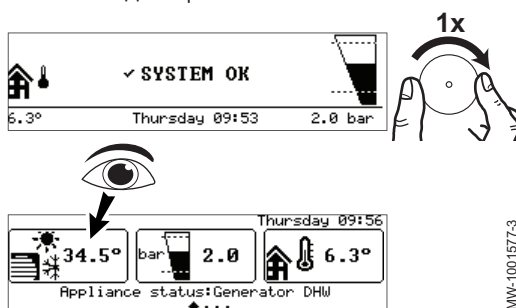 1x
✓ SYSTEM OK
6.3° Thursday 09:53 2.0 bar
Thursday 09:56
34.5° bar 2.0 6.3°
Appliance status:Generator DHW
WW-1001577-3